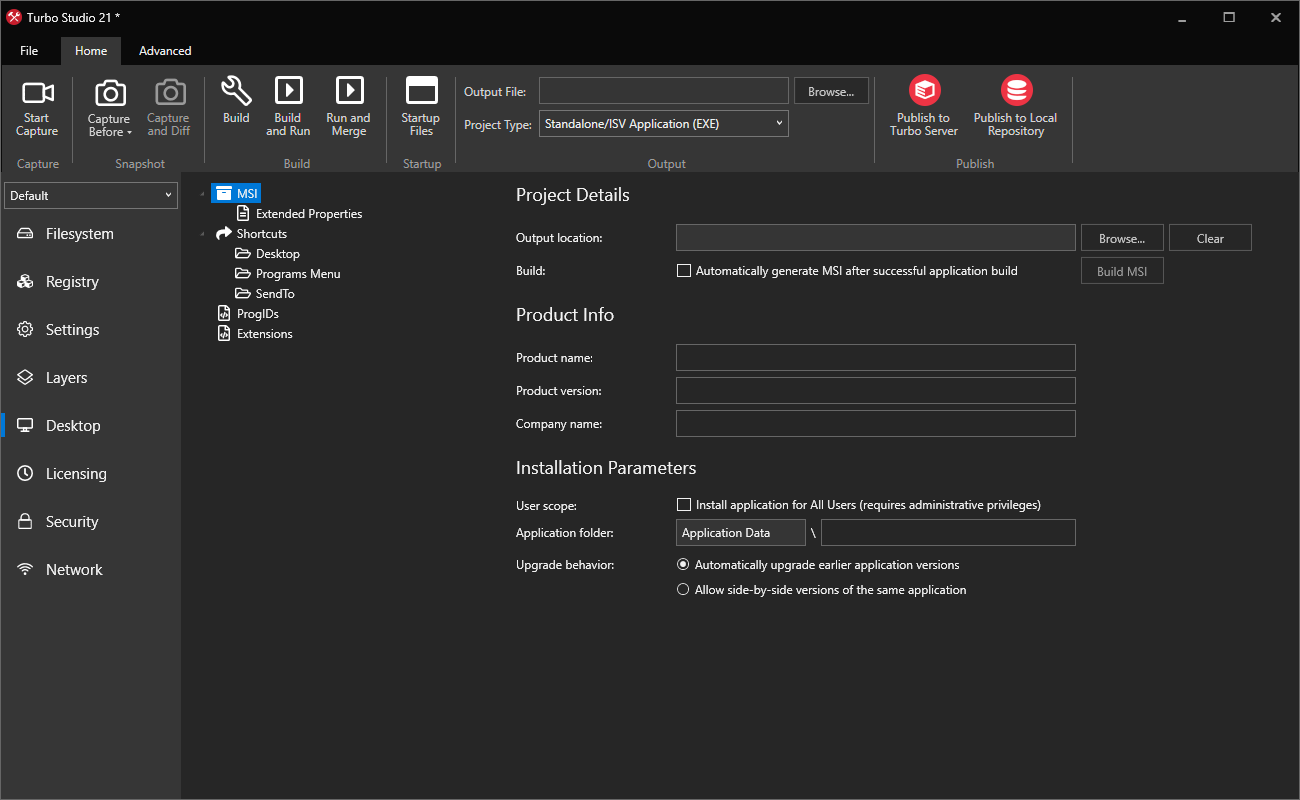 Turbo Studio 21 *
File Home Advanced
Start Capture
Capture Before
Capture and Diff
Build
Build and Run
Run and Merge
Startup Files
Output File: Browse...
Project Type: Standalone/ISV Application (EXE)
Publish to Turbo Server
Publish to Local Repository
Capture Snapshot Build Startup Output Publish
Default
Filesystem
Registry
Settings
Layers
Desktop
Licensing
Security
Network
MSI
Extended Properties
Shortcuts
Desktop
Programs Menu
SendTo
ProgIDs
Extensions
Project Details
Output location: Browse... Clear
Build: Automatically generate MSI after successful application build Build MSI
Product Info
Product name:
Product version:
Company name:
Installation Parameters
User scope: Install application for All Users (requires administrative privileges)
Application folder: Application Data \
Upgrade behavior: Automatically upgrade earlier application versions
Allow side-by-side versions of the same application